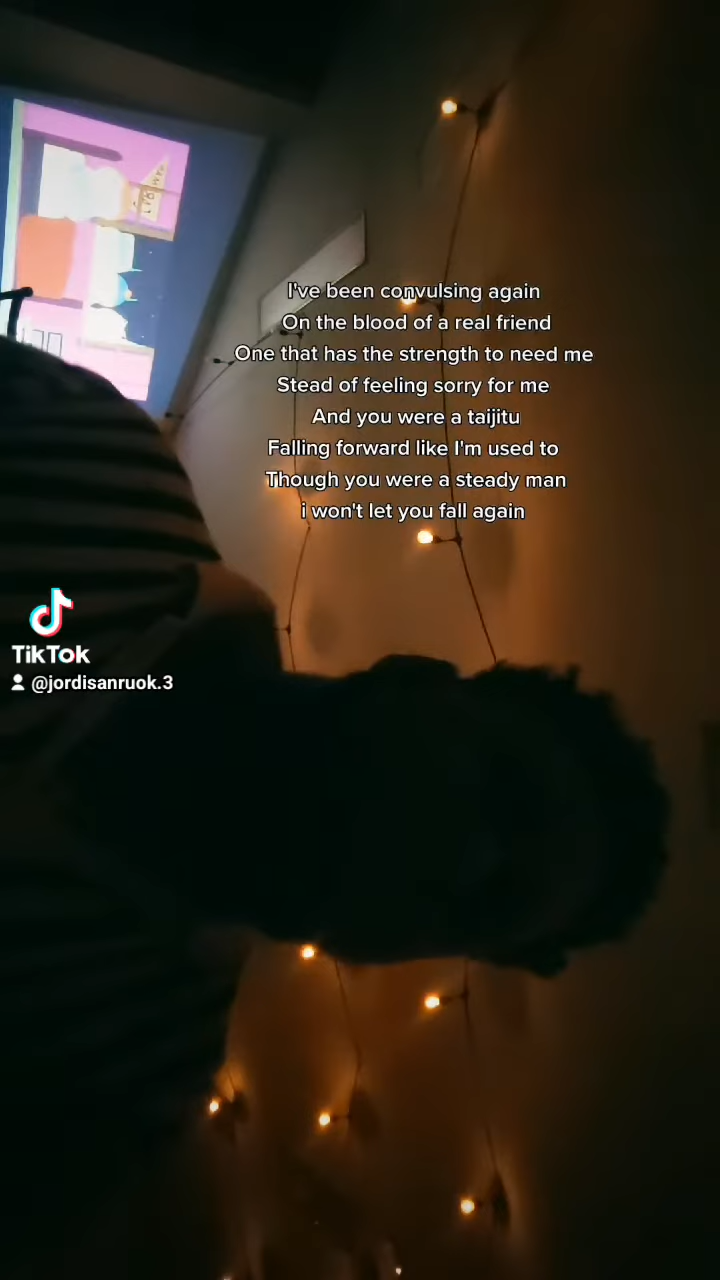 I've been convulsing again
On the blood of a real friend
One that has the strength to need me
Stead of feeling sorry for me
And you were a taijitu
Falling forward like I'm used to
Though you were a steady man
i won't let you fall again
TikTok
@jordisanruok.3